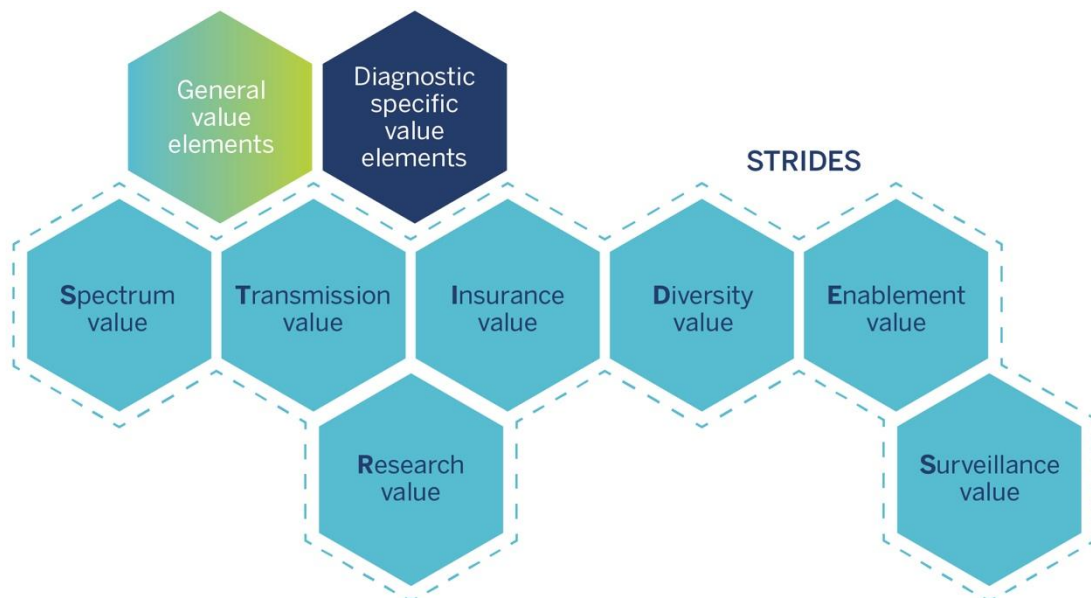 General
value
elements
Diagnostic
specific
value
elements
STRIDES
Spectrum
value
Transmission
value
Insurance
value
Diversity
value
Enablement
value
Research
value
Surveillance
value